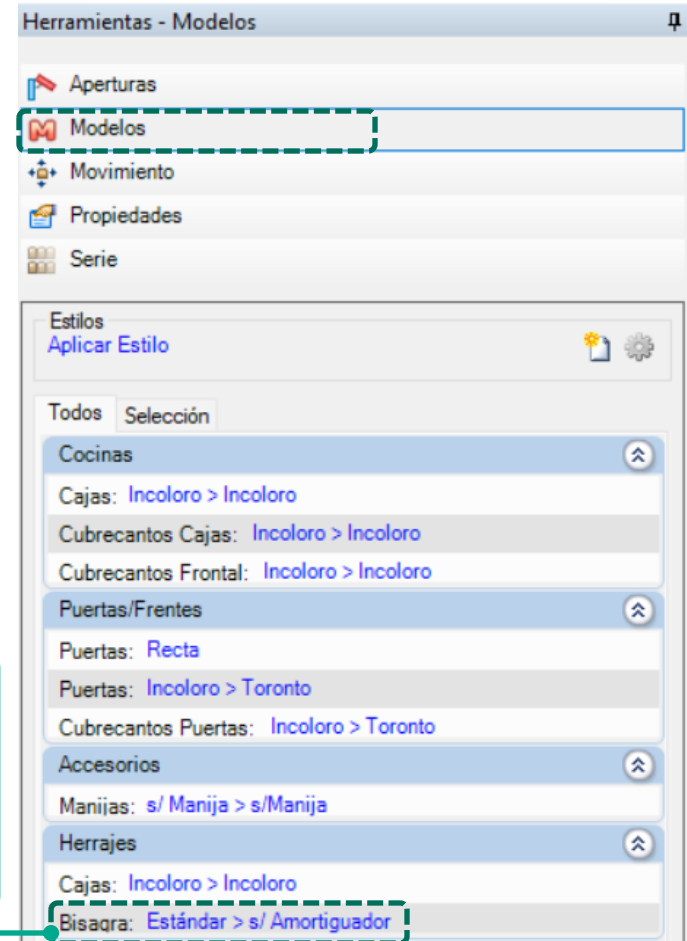 Herramientas - Modelos
Aperturas
Modelos
Movimiento
Propiedades
Serie
Estilos
Aplicar Estilo
Todos Selección
Cocinas
Cajas: Incoloro > Incoloro
Cubrecantos Cajas: Incoloro > Incoloro
Cubrecantos Frontal: Incoloro > Incoloro
Puertas/Frentes
Puertas: Recta
Puertas: Incoloro > Toronto
Cubrecantos Puertas: Incoloro > Toronto
Accesorios
Manijas: s/ Manija > s/Manija
Herrajes
Cajas: Incoloro > Incoloro
Bisagra: Estándar > s/ Amortiguador